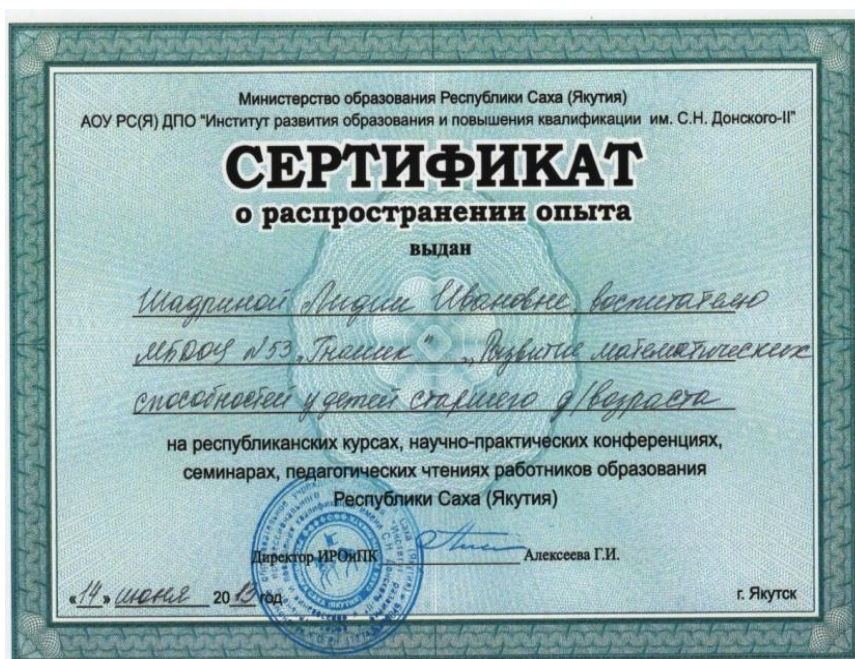 Министерство образования Республики Саха (Якутия)
АОУ РС(Я) ДПО "Институт развития образования и повышения квалификации им. С.Н. Донского-II"
СЕРТИФИКАТ
о распространении опыта
выдан
Шадриной Лидии Ивановне, воспитателю
МБДОУ №53 „Гномик" „Развитие математических
способностей у детей старшего д/возраста
на республиканских курсах, научно-практических конференциях,
семинарах, педагогических чтениях работников образования
Республики Саха (Якутия)
Директор ИРОиПК Алексеева Г.И.
«14» июня 2013 год г. Якутск